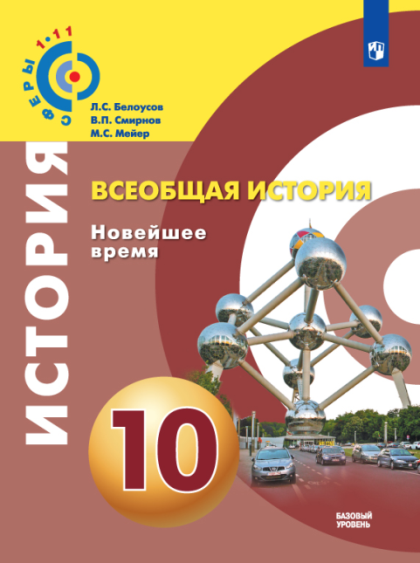 СФЕРЫ 1•11
Л.С. Белоусов
В.П. Смирнов
М.С. Мейер
ИСТОРИЯ
ВСЕОБЩАЯ ИСТОРИЯ
Новейшее
время
10
БАЗОВЫЙ
УРОВЕНЬ